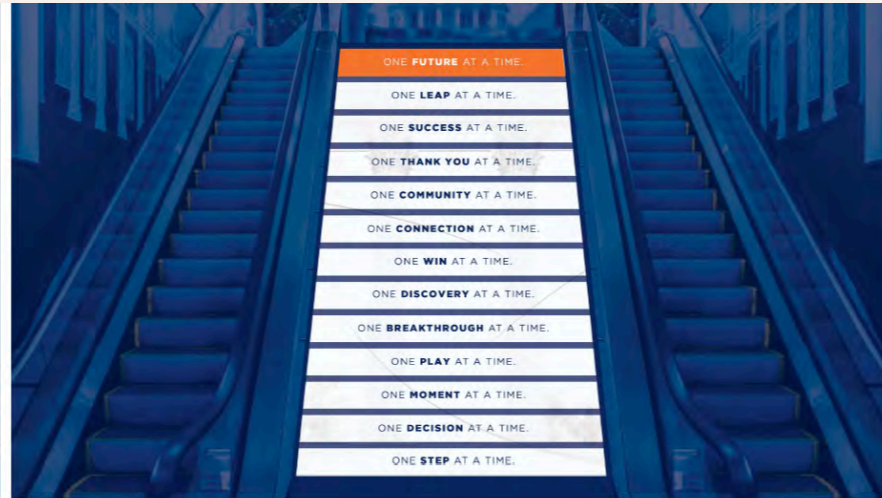 ONE FUTURE AT A TIME.
ONE LEAP AT A TIME.
ONE SUCCESS AT A TIME.
ONE THANK YOU AT A TIME.
ONE COMMUNITY AT A TIME.
ONE CONNECTION AT A TIME.
ONE WIN AT A TIME.
ONE DISCOVERY AT A TIME.
ONE BREAKTHROUGH AT A TIME.
ONE PLAY AT A TIME.
ONE MOMENT AT A TIME.
ONE DECISION AT A TIME.
ONE STEP AT A TIME.